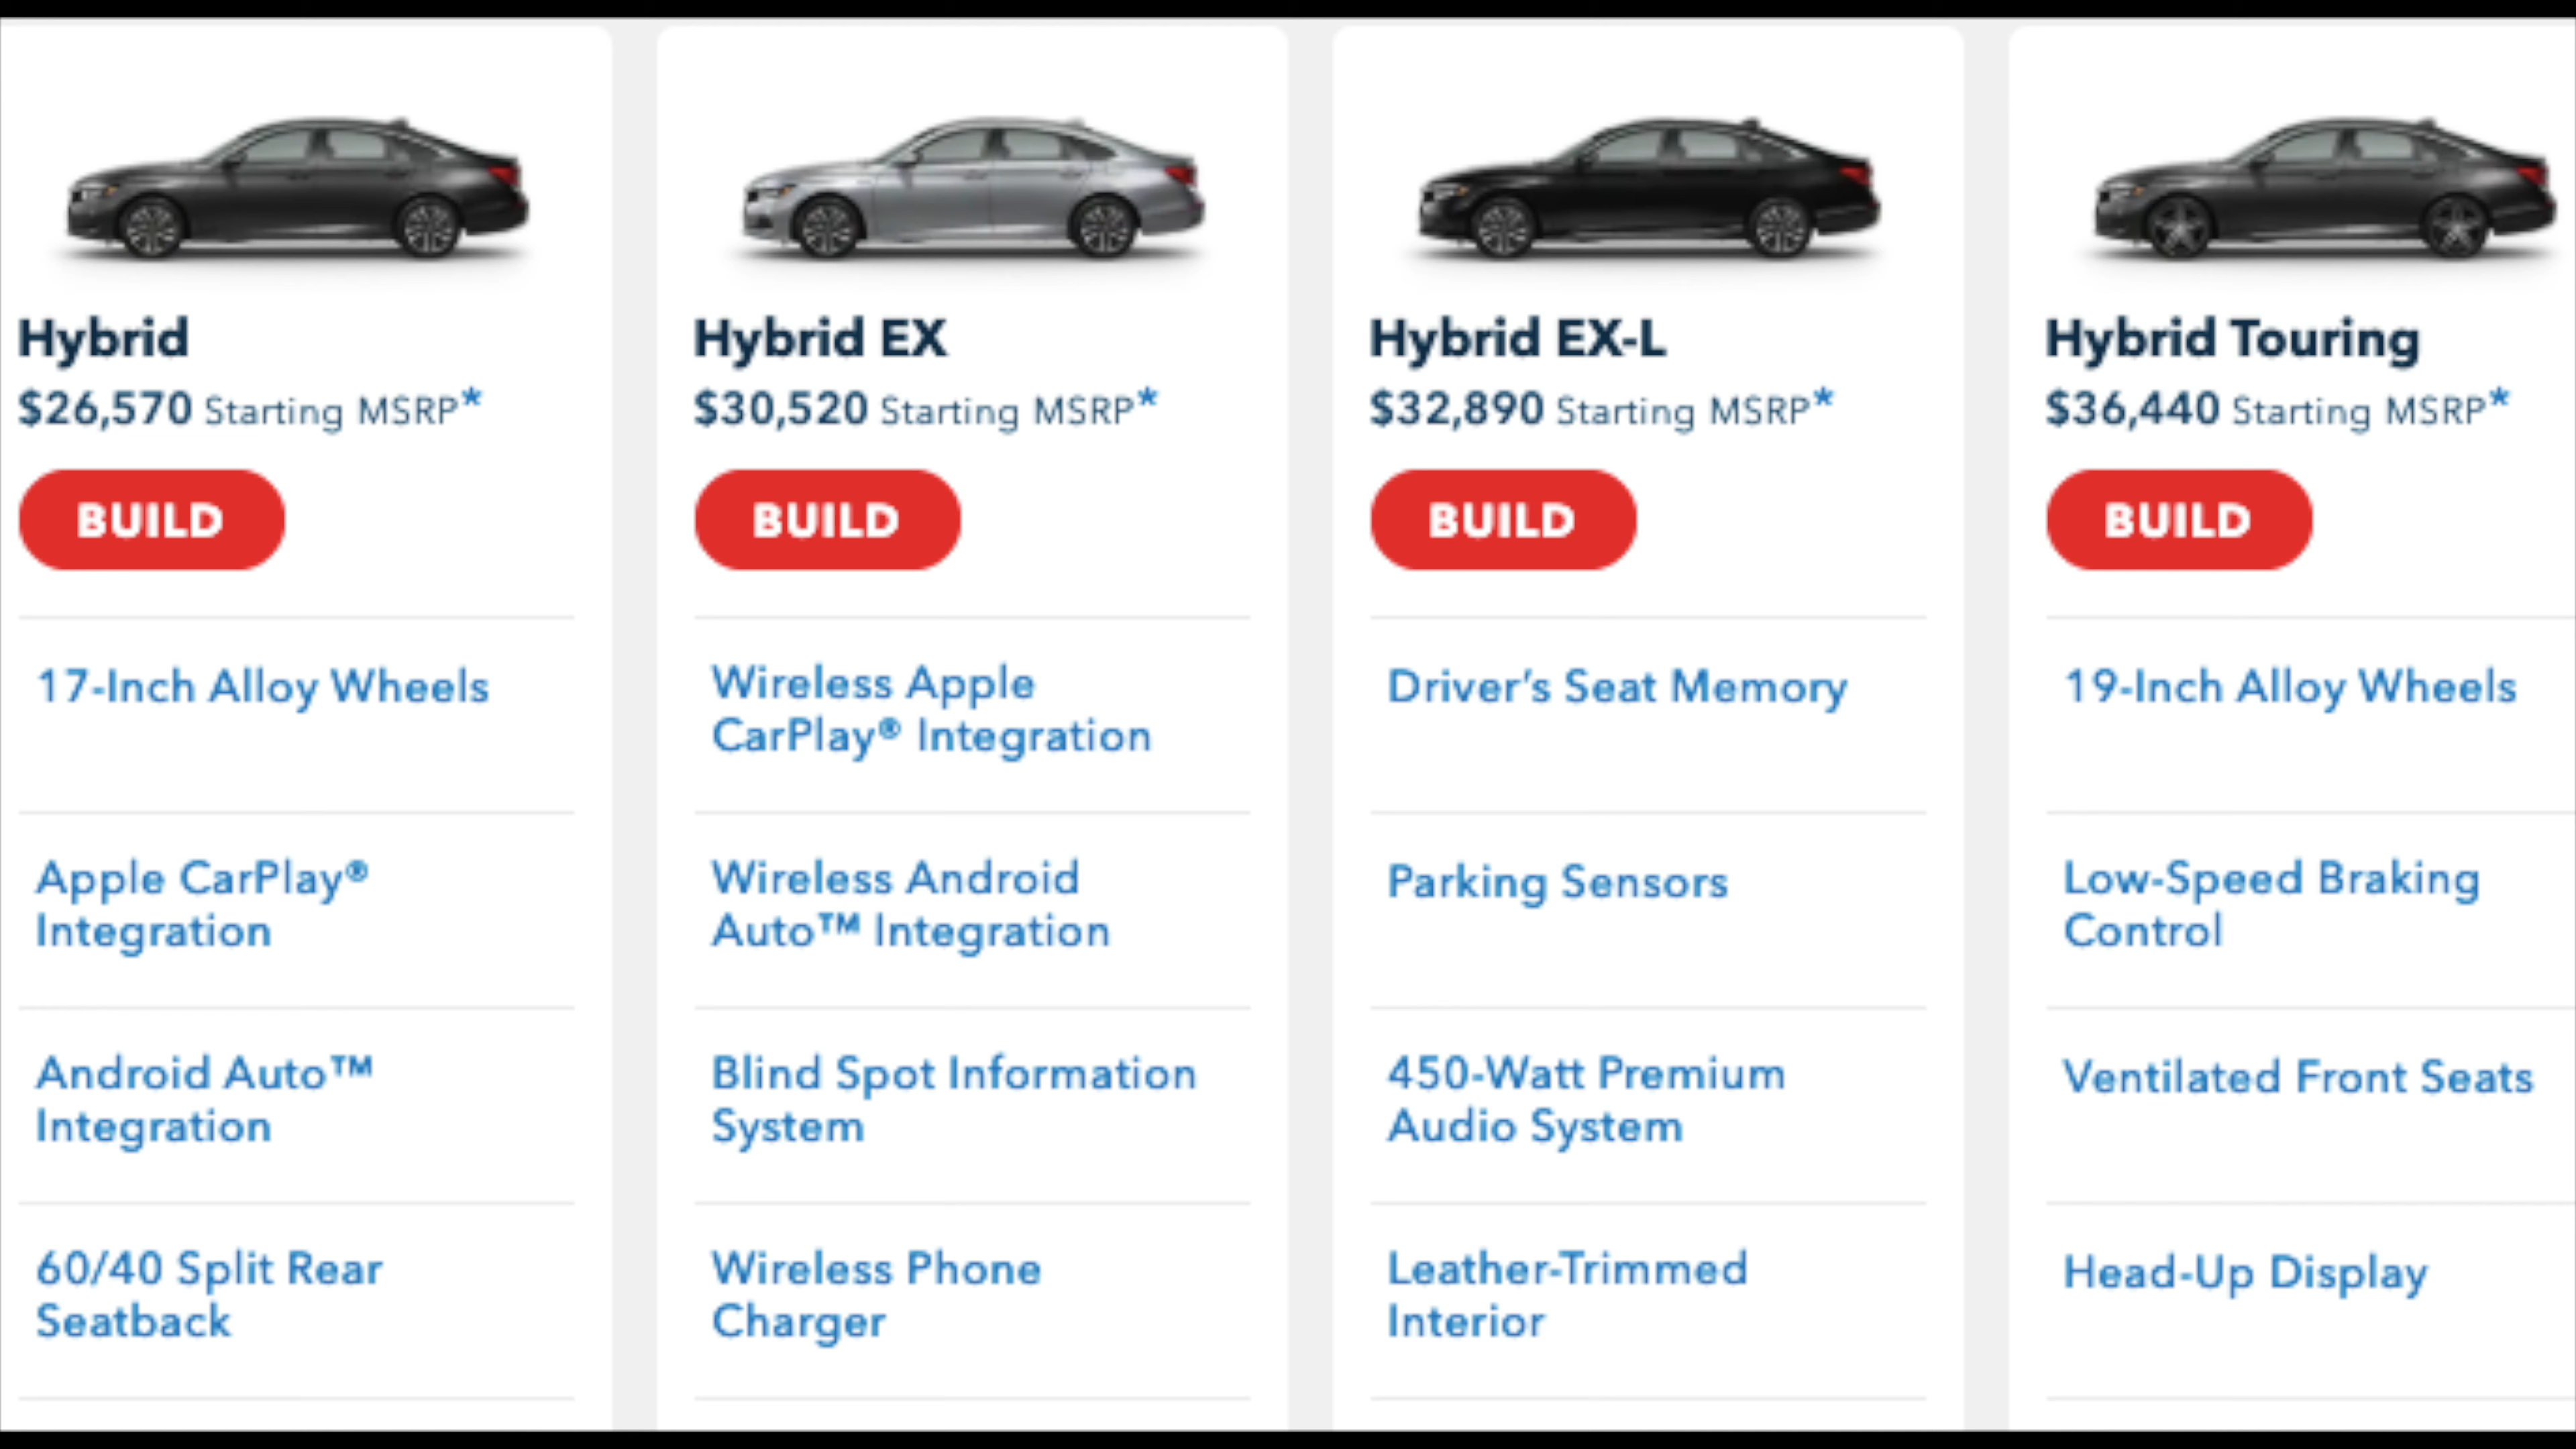 Hybrid
$26,570 Starting MSRP*
BUILD
17-Inch Alloy Wheels
Apple CarPlay®
Integration
Android Auto™
Integration
60/40 Split Rear
Seatback
Hybrid EX
$30,520 Starting MSRP*
BUILD
Wireless Apple
CarPlay® Integration
Wireless Android
Auto™ Integration
Blind Spot Information
System
Wireless Phone
Charger
Hybrid EX-L
$32,890 Starting MSRP*
BUILD
Driver’s Seat Memory
Parking Sensors
450-Watt Premium
Audio System
Leather-Trimmed
Interior
Hybrid Touring
$36,440 Starting MSRP*
BUILD
19-Inch Alloy Wheels
Low-Speed Braking
Control
Ventilated Front Seats
Head-Up Display